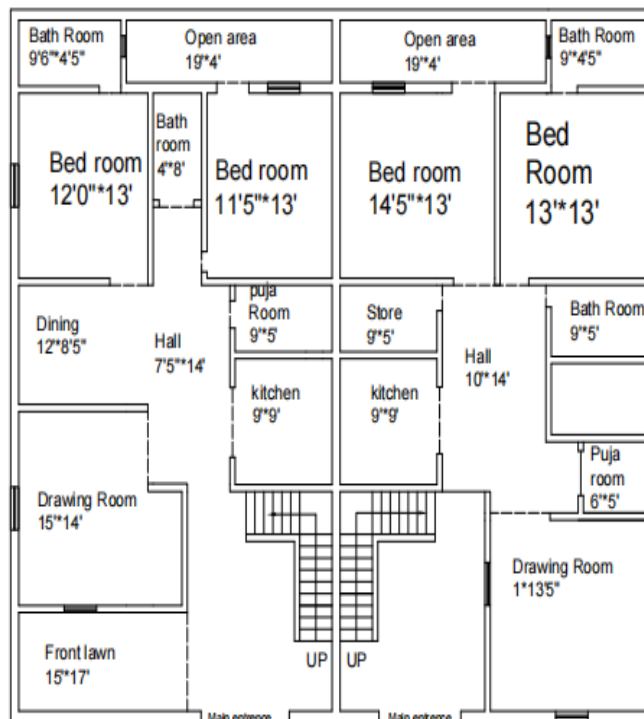 Bath Room
9'6"*4'5"
Open area
19'*4'
Open area
19'*4'
Bath Room
9'*4'5"
Bed room
12'0"*13'
Bath
room
4'*8'
Bed room
11'5"*13'
Bed room
14'5"*13'
Bed
Room
13'*13'
Dining
12'*8'5"
Hall
7'5"*14'
puja
Room
9'*5'
Store
9'*5'
Hall
10'*14'
Bath Room
9'*5'
kitchen
9'*9'
kitchen
9'*9'
Puja
room
6'*5'
Drawing Room
15'*14'
Drawing Room
1*13'5"
Front lawn
15'*17'
UP
UP
Main entrence
Main entrence